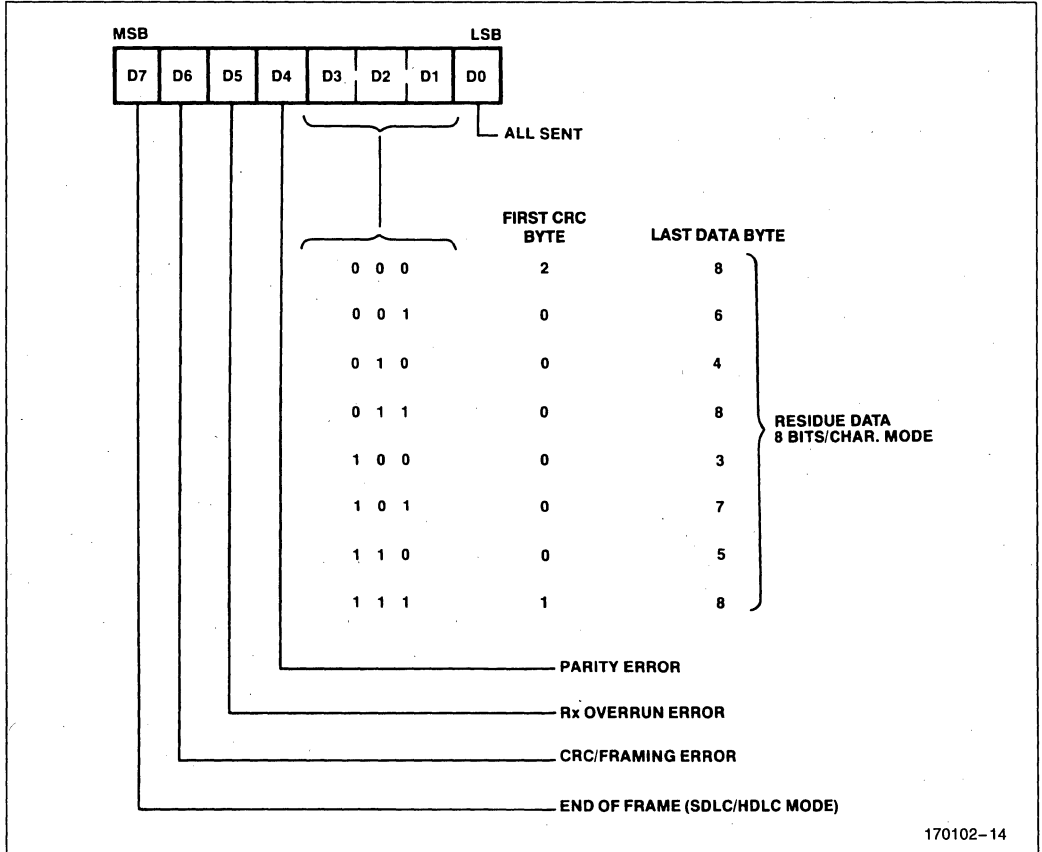 MSB LSB
D7 D6 D5 D4 D3 D2 D1 D0
ALL SENT
FIRST CRC
BYTE LAST DATA BYTE
0 0 0 2 8
0 0 1 0 6
0 1 0 0 4
0 1 1 0 8
RESIDUE DATA
8 BITS/CHAR. MODE
1 0 0 0 3
1 0 1 0 7
1 1 0 0 5
1 1 1 1 8
PARITY ERROR
Rx OVERRUN ERROR
CRC/FRAMING ERROR
END OF FRAME (SDLC/HDLC MODE)
170102–14